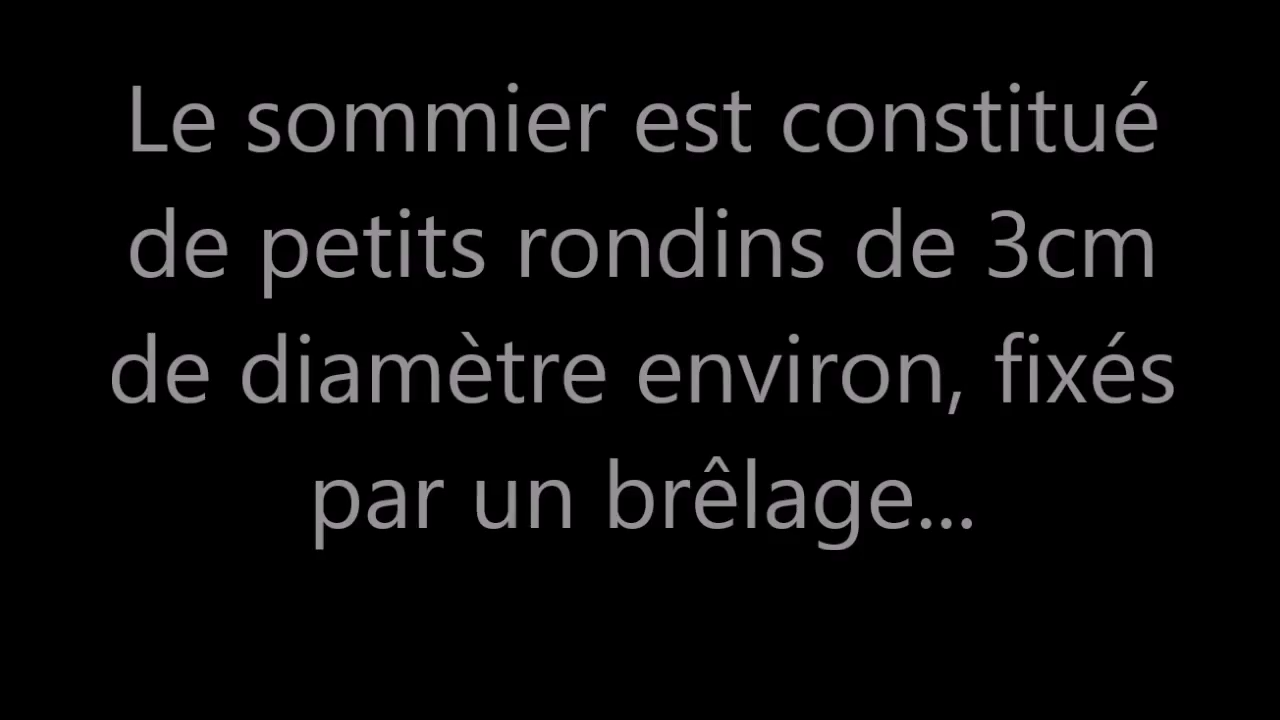 Le sommier est constitué
de petits rondins de 3cm
de diamètre environ, fixés
par un brêlage...